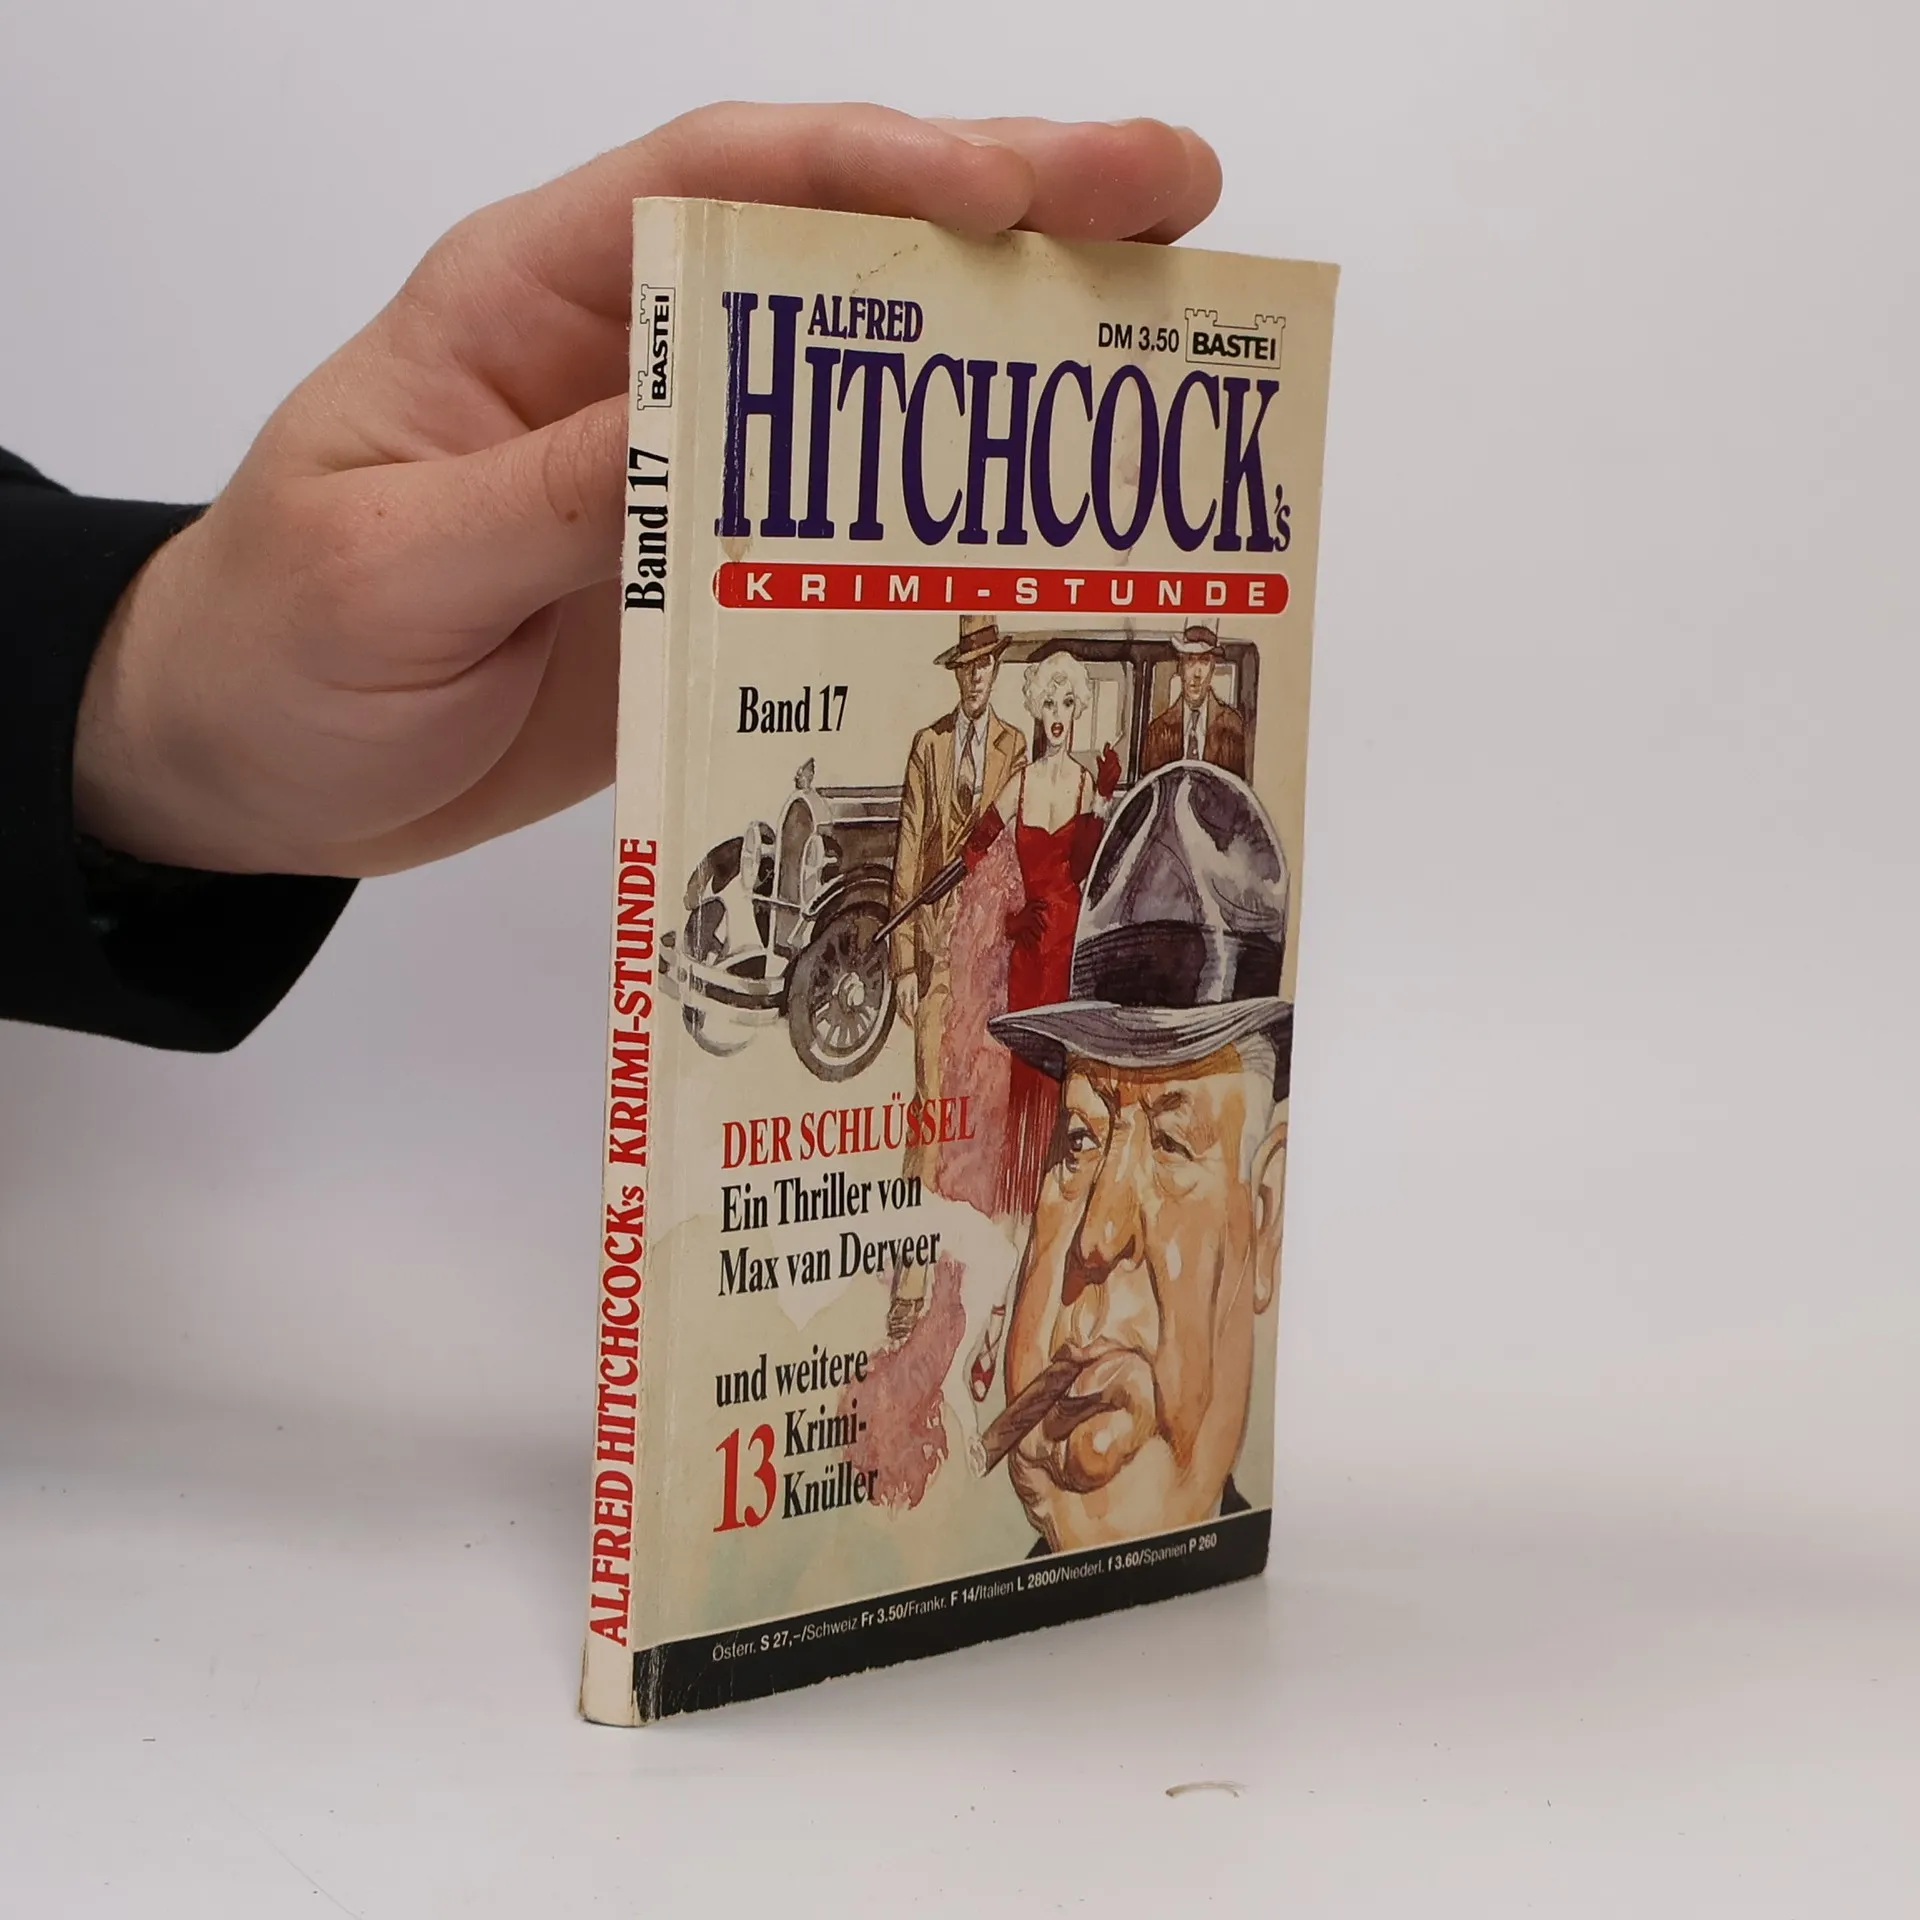 BASTEI
Band 17
ALFRED HITCHCOCK's KRIMI-STUNDE
ALFRED
HITCHCOCK's
DM 3.50 BASTEI
KRIMI-STUNDE
Band 17
DER SCHLÜSSEL
Ein Thriller von
Max van Derveer
und weitere
13 Krimi-
Knüller
Österr. S 27,–/Schweiz Fr 3.50/Frankr. F 14/Italien L 2800/Niederl. f 3.60/Spanien P 260